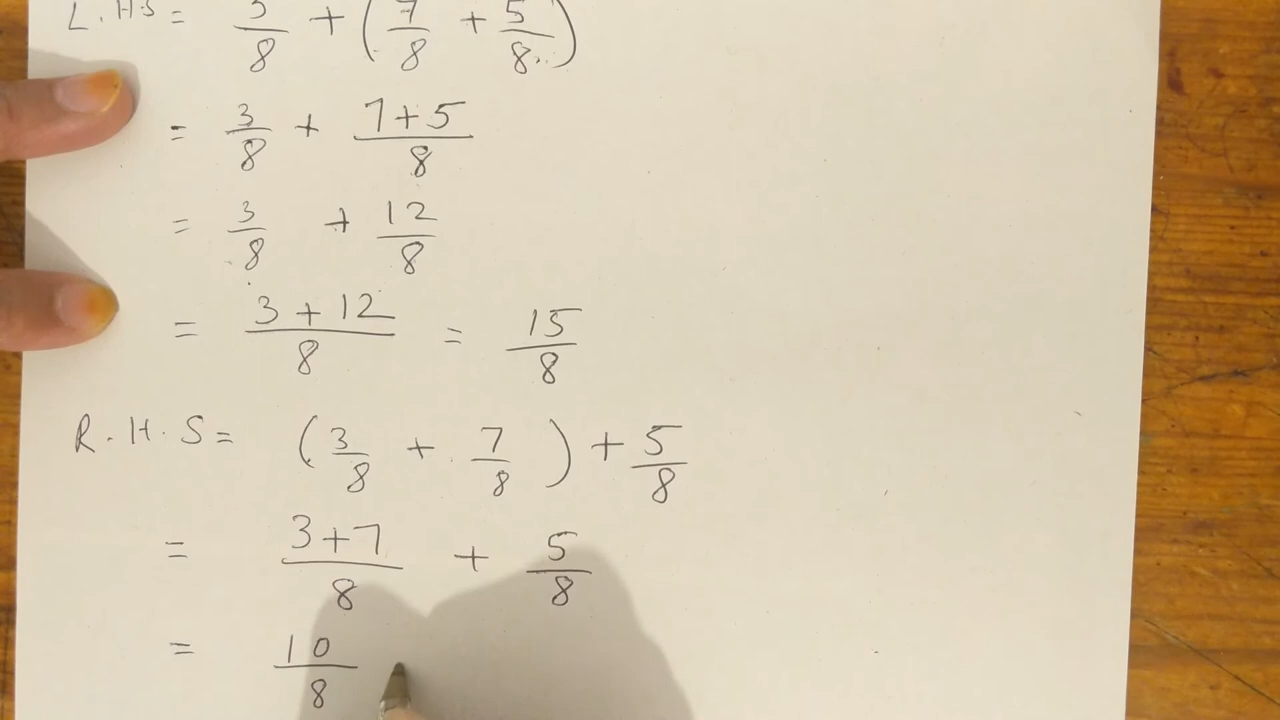 L.H.S = 3/8 + (7/8 + 5/8)
= 3/8 + 7+5/8
= 3/8 + 12/8
= 3+12/8 = 15/8
R.H.S = (3/8 + 7/8) + 5/8
= 3+7/8 + 5/8
= 10/8